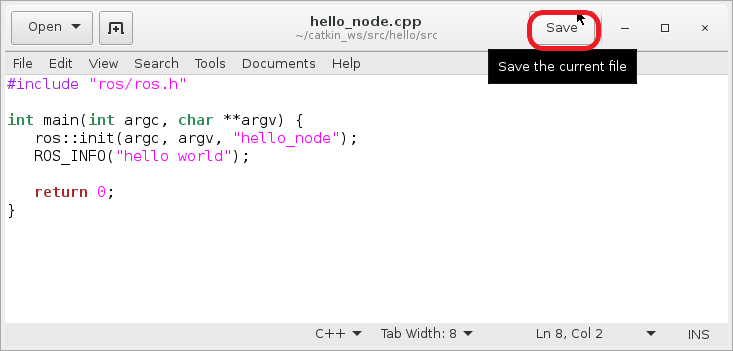 Open
hello_node.cpp
~/catkin_ws/src/hello/src
Save
File Edit View Search Tools Documents Help
Save the current file
#include "ros/ros.h"
int main(int argc, char **argv) {
ros::init(argc, argv, "hello_node");
ROS_INFO("hello world");
return 0;
}
C++ Tab Width: 8 Ln 8, Col 2 INS